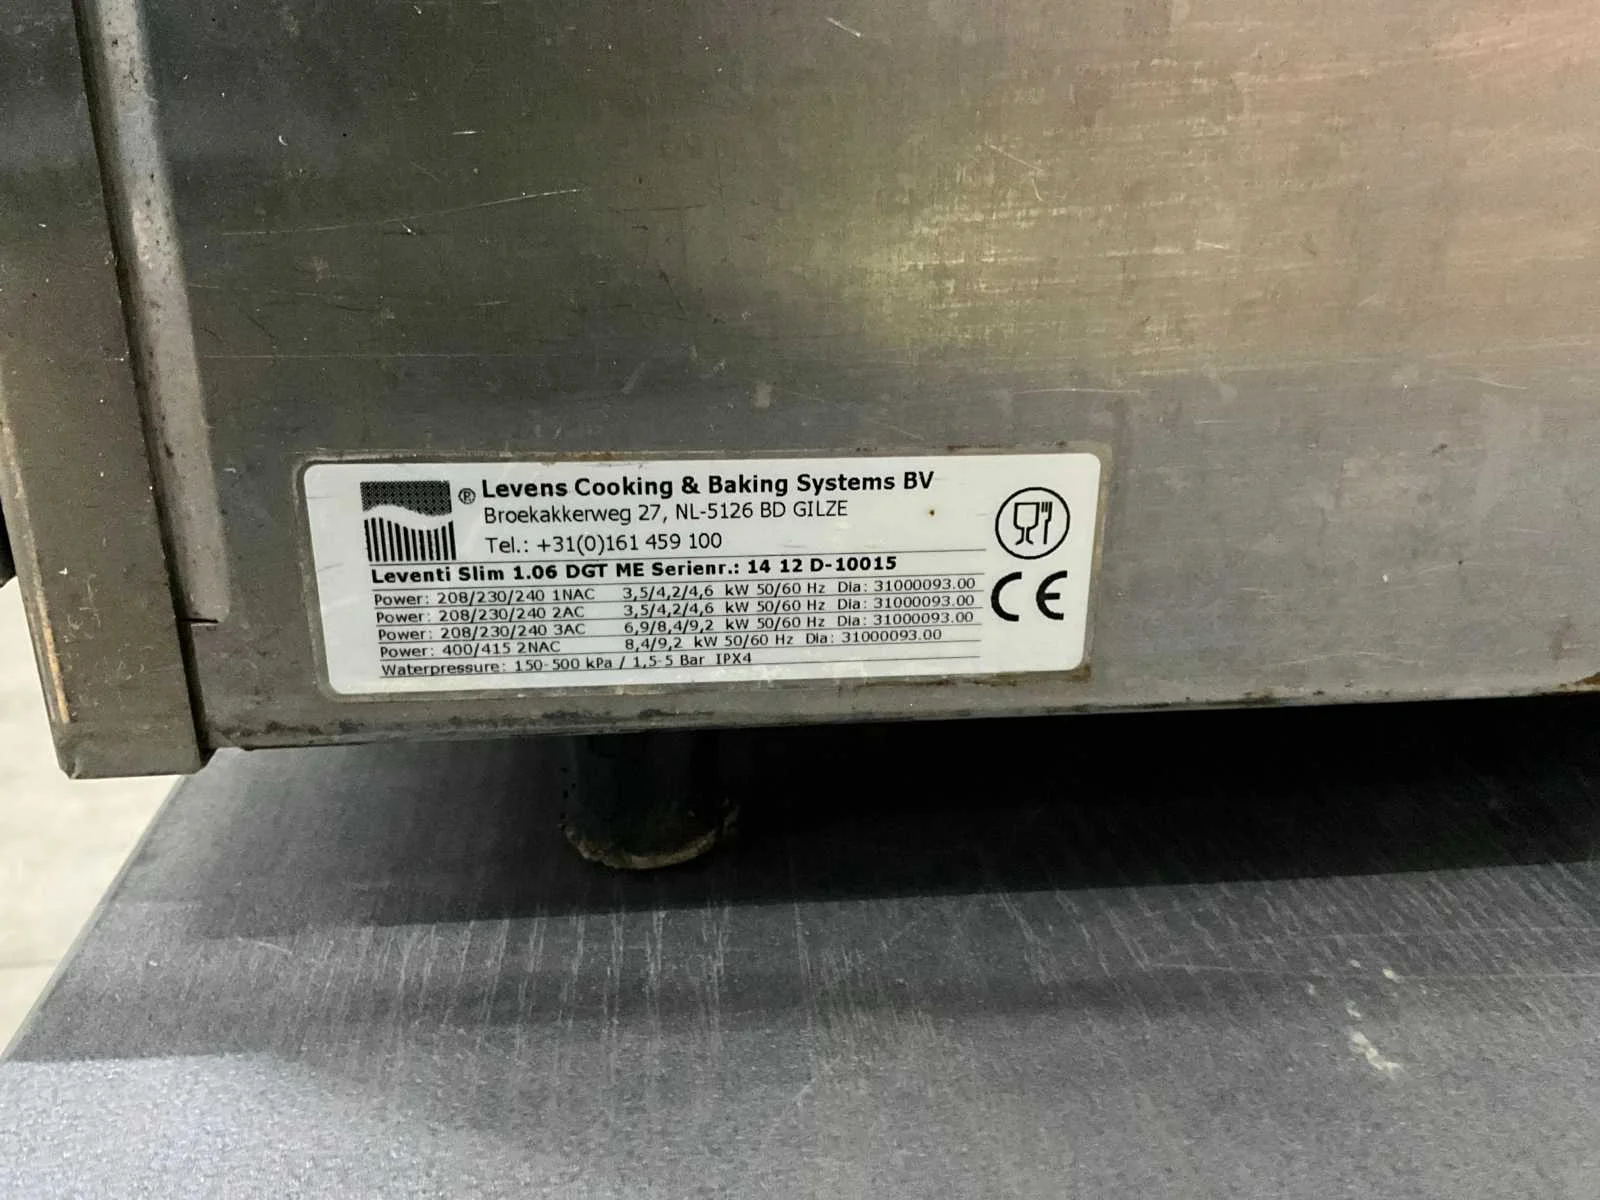 ® Levens Cooking & Baking Systems BV
Broekakkerweg 27, NL-5126 BD GILZE
Tel.: +31(0)161 459 100
Leventi Slim 1.06 DGT ME Serienr.: 14 12 D-10015
Power: 208/230/240 1NAC 3,5/4,2/4,6 kW 50/60 Hz Dia: 31000093.00
Power: 208/230/240 2AC 3,5/4,2/4,6 kW 50/60 Hz Dia: 31000093.00
Power: 208/230/240 3AC 6,9/8,4/9,2 kW 50/60 Hz Dia: 31000093.00
Power: 400/415 2NAC 8,4/9,2 kW 50/60 Hz Dia: 31000093.00
Waterpressure: 150-500 kPa / 1,5-5 Bar IPX4
CE